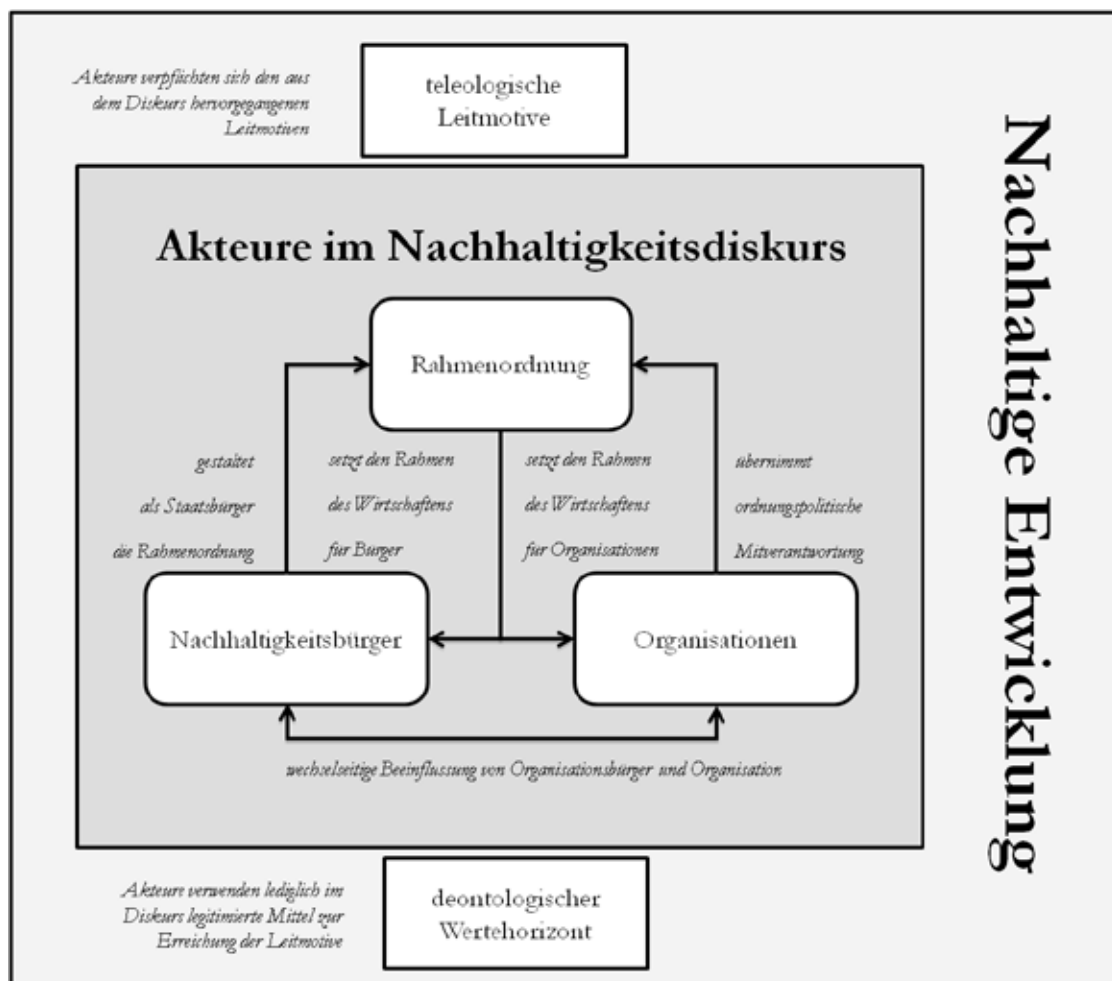 Akteure verpflichten sich den aus
dem Diskurs hervorgegangenen
Leitmotiven
teleologische
Leitmotive
Akteure im Nachhaltigkeitsdiskurs
Rahmenordnung
gestaltet
als Staatsbürger
die Rahmenordnung
setzt den Rahmen
des Wirtschaftens
für Bürger
setzt den Rahmen
des Wirtschaftens
für Organisationen
übernimmt
ordnungspolitische
Mitverantwortung
Nachhaltigkeitsbürger
Organisationen
wechselseitige Beeinflussung von Organisationsbürger und Organisation
Akteure verwenden lediglich im
Diskurs legitimierte Mittel zur
Erreichung der Leitmotive
deontologischer
Wertehorizont
Nachhaltige Entwicklung